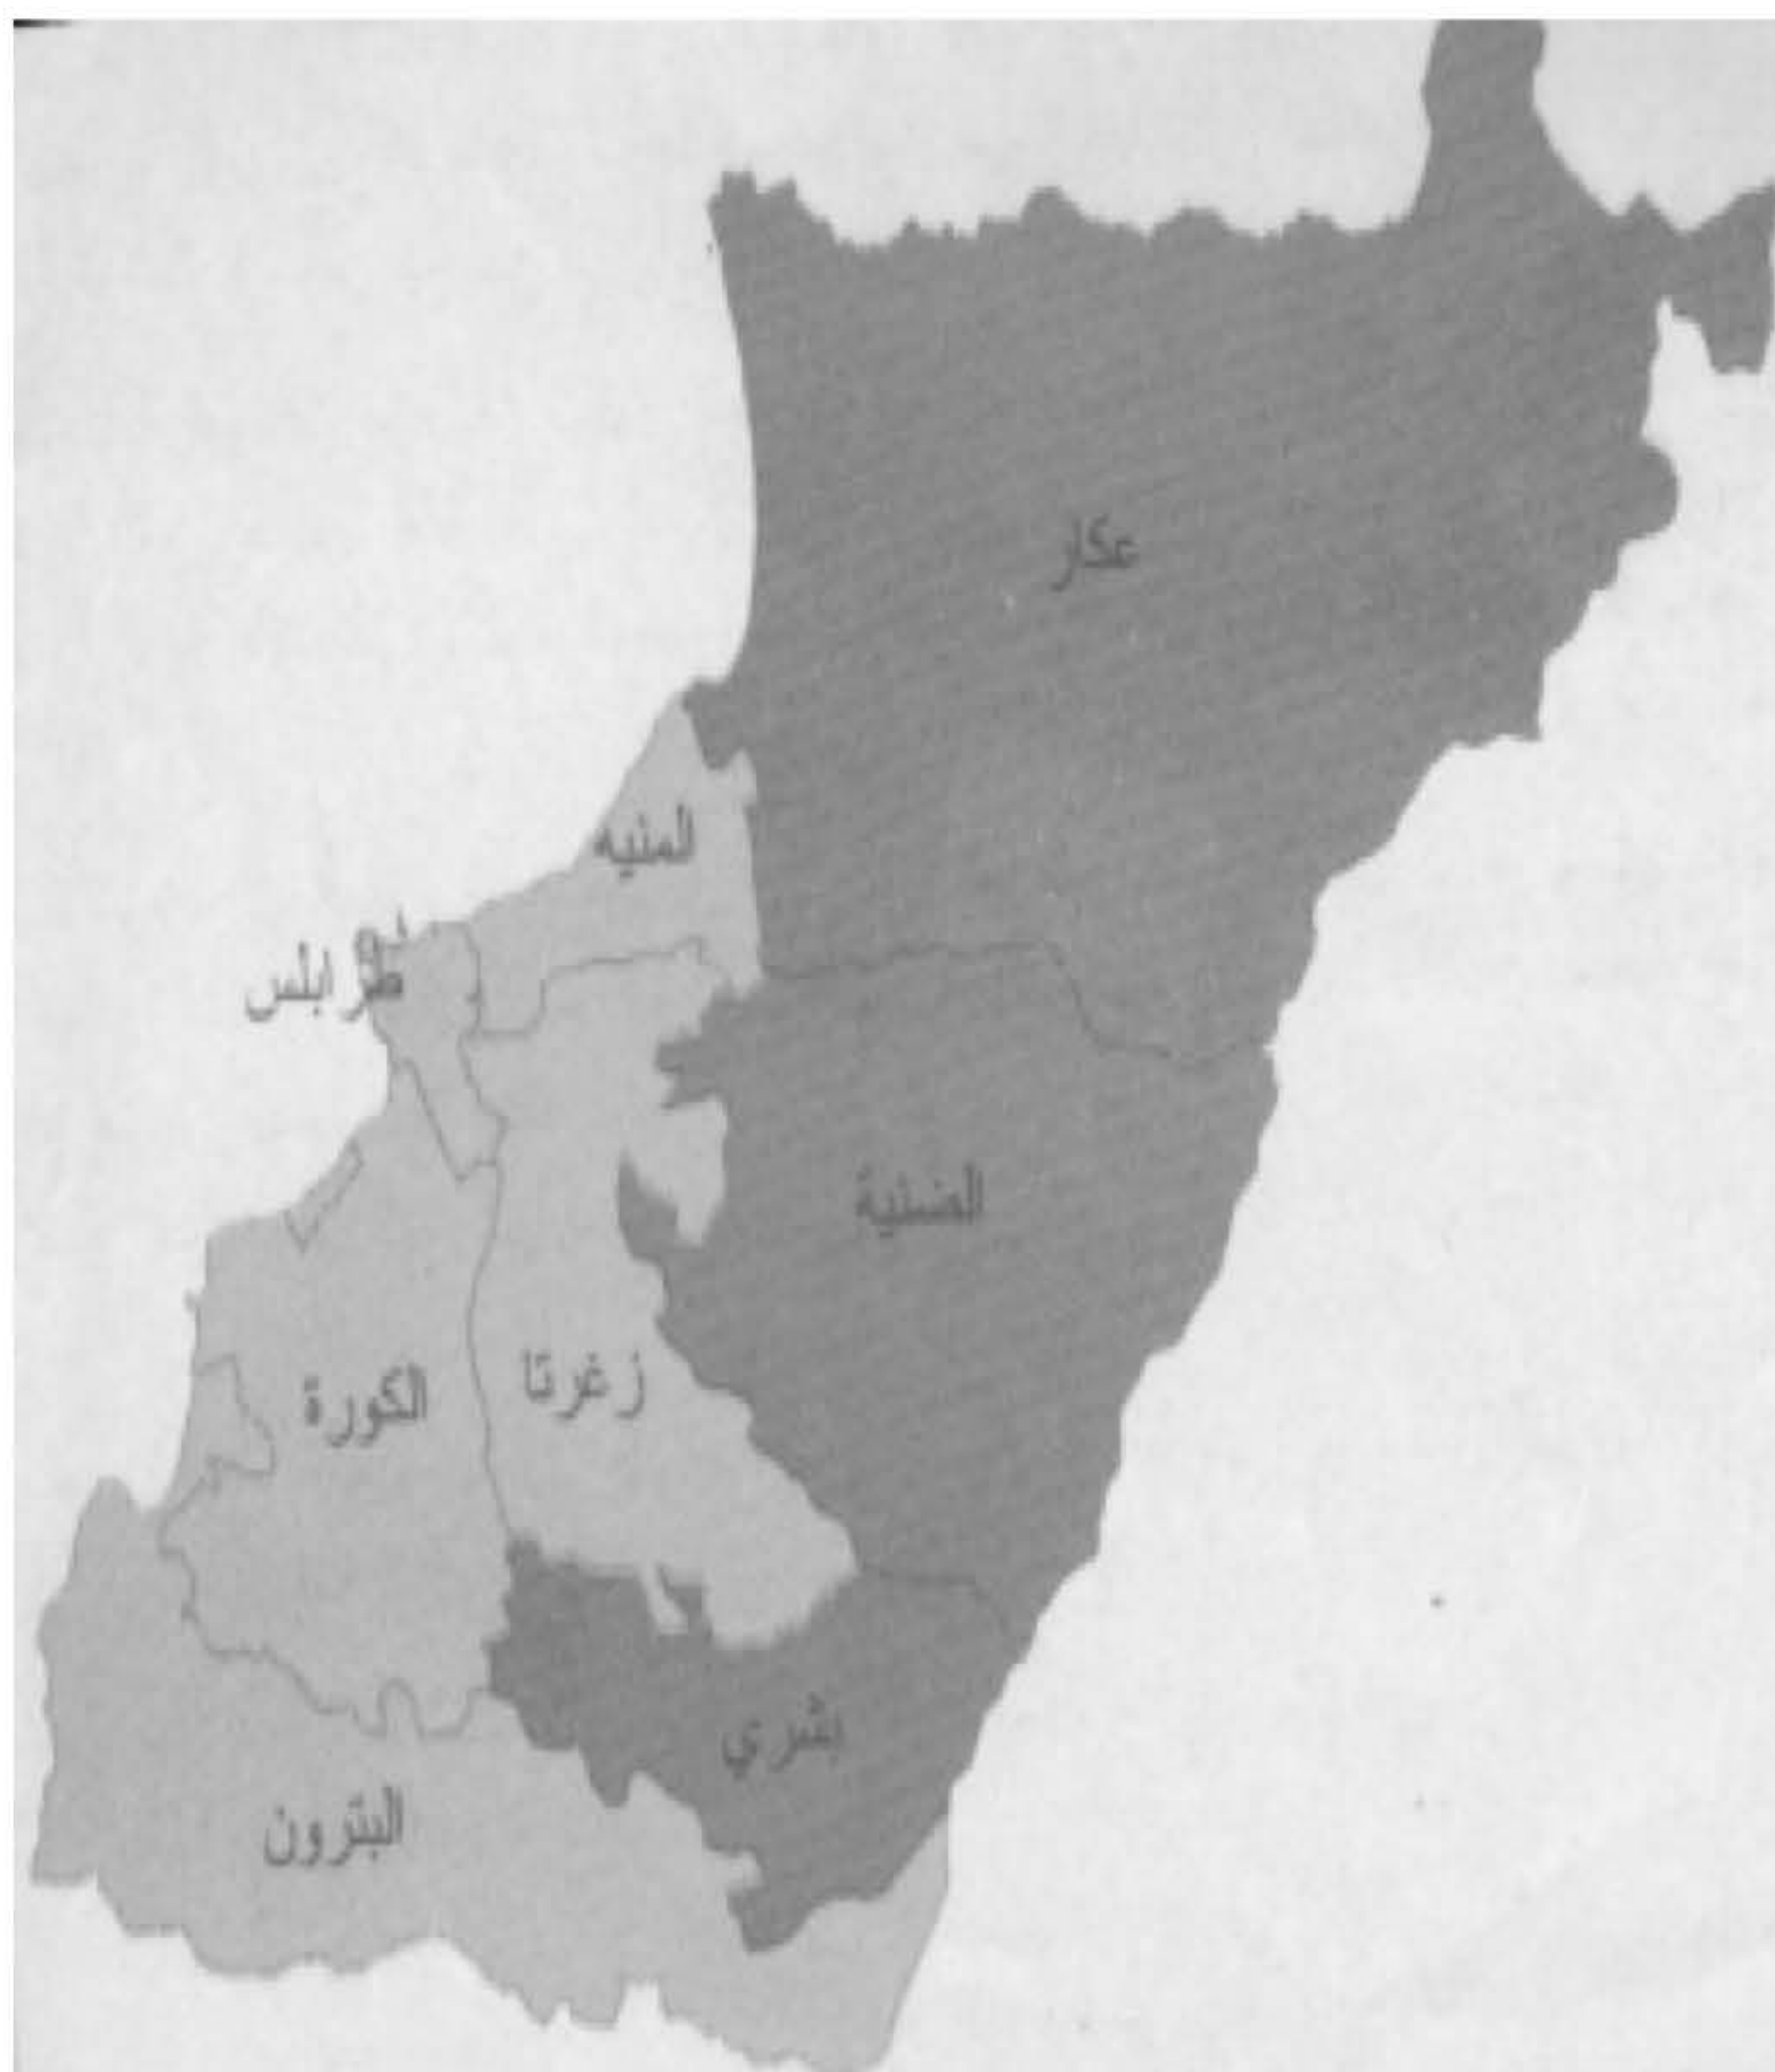 عكار
المنيه
طرابلس
الضنية
زغرتا
الكورة
بشري
البترون